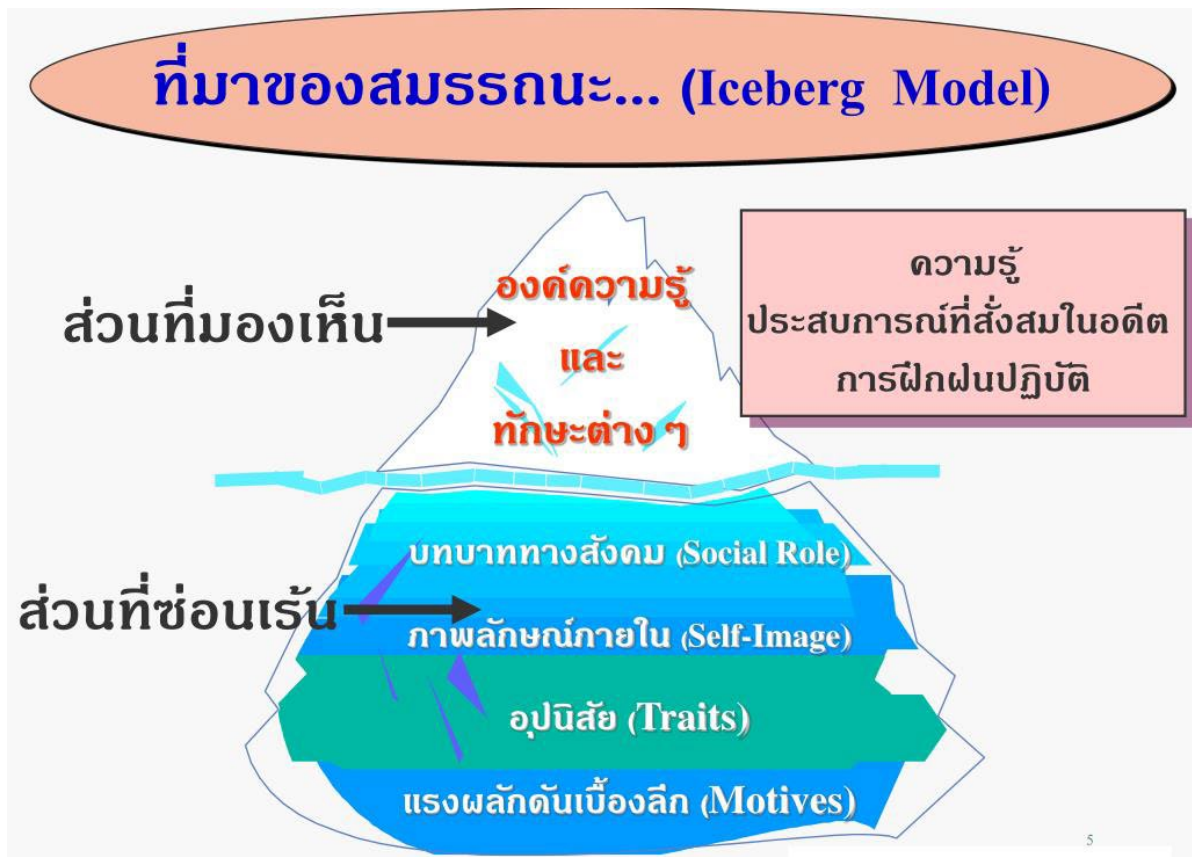 ที่มาของสมรรถนะ... (Iceberg Model)
ส่วนที่มองเห็น
องค์ความรู้
และ
ทักษะต่าง ๆ
ความรู้
ประสบการณ์ที่สั่งสมในอดีต
การฝึกฝนปฏิบัติ
ส่วนที่ซ่อนเร้น
บทบาททางสังคม (Social Role)
ภาพลักษณ์ภายใน (Self-Image)
อุปนิสัย (Traits)
แรงผลักดันเบื้องลึก (Motives)
5